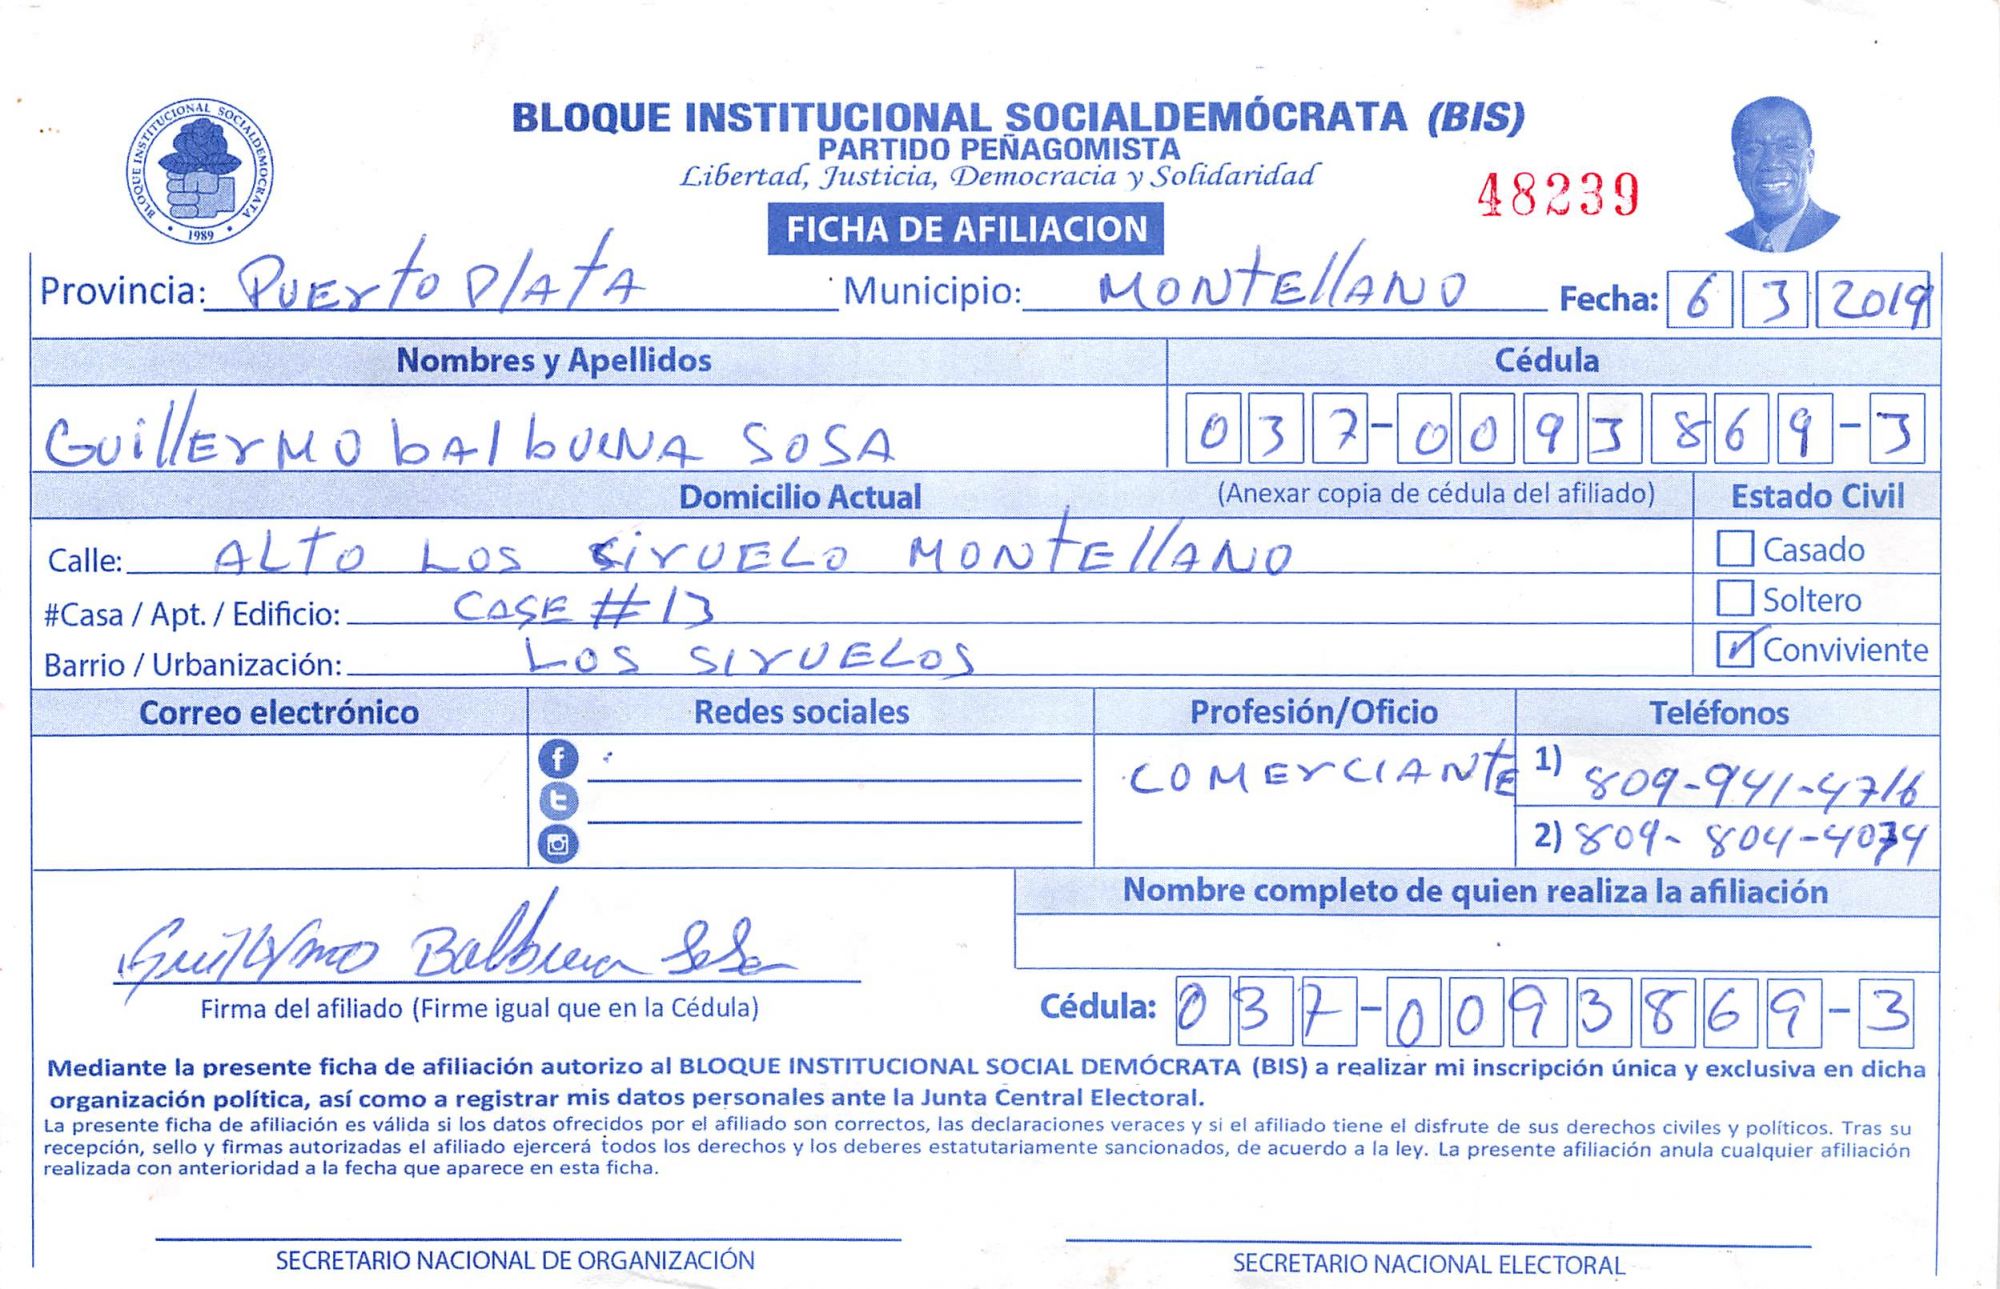 BLOQUE INSTITUCIONAL SOCIALDEMÓCRATA
1989
BLOQUE INSTITUCIONAL SOCIALDEMÓCRATA (BIS)
PARTIDO PEÑAGOMISTA
Libertad, Justicia, Democracia y Solidaridad
48239
FICHA DE AFILIACION
Provincia: PUErto PlAtA Municipio: MONtEllANO Fecha: 6 3 2019
Nombres y Apellidos Cédula
GuillErMO bAlbuENA SOSA 037-0093869-3
Domicilio Actual (Anexar copia de cédula del afiliado) Estado Civil
Calle: ALTO LOS SirUELO MONtEllANO Casado
#Casa / Apt. / Edificio: CASE #13 Soltero
Barrio / Urbanización: LOS SIrUELOS Conviviente
Correo electrónico Redes sociales Profesión/Oficio Teléfonos
COMErCIANtE 1) 809-941-4716
2) 809-804-4074
Nombre completo de quien realiza la afiliación
Guillermo Balbuena Sosa
Firma del afiliado (Firme igual que en la Cédula) Cédula: 037-0093869-3
Mediante la presente ficha de afiliación autorizo al BLOQUE INSTITUCIONAL SOCIAL DEMÓCRATA (BIS) a realizar mi inscripción única y exclusiva en dicha
organización política, así como a registrar mis datos personales ante la Junta Central Electoral.
La presente ficha de afiliación es válida si los datos ofrecidos por el afiliado son correctos, las declaraciones veraces y si el afiliado tiene el disfrute de sus derechos civiles y políticos. Tras su
recepción, sello y firmas autorizadas el afiliado ejercerá todos los derechos y los deberes estatutariamente sancionados, de acuerdo a la ley. La presente afiliación anula cualquier afiliación
realizada con anterioridad a la fecha que aparece en esta ficha.
SECRETARIO NACIONAL DE ORGANIZACIÓN SECRETARIO NACIONAL ELECTORAL